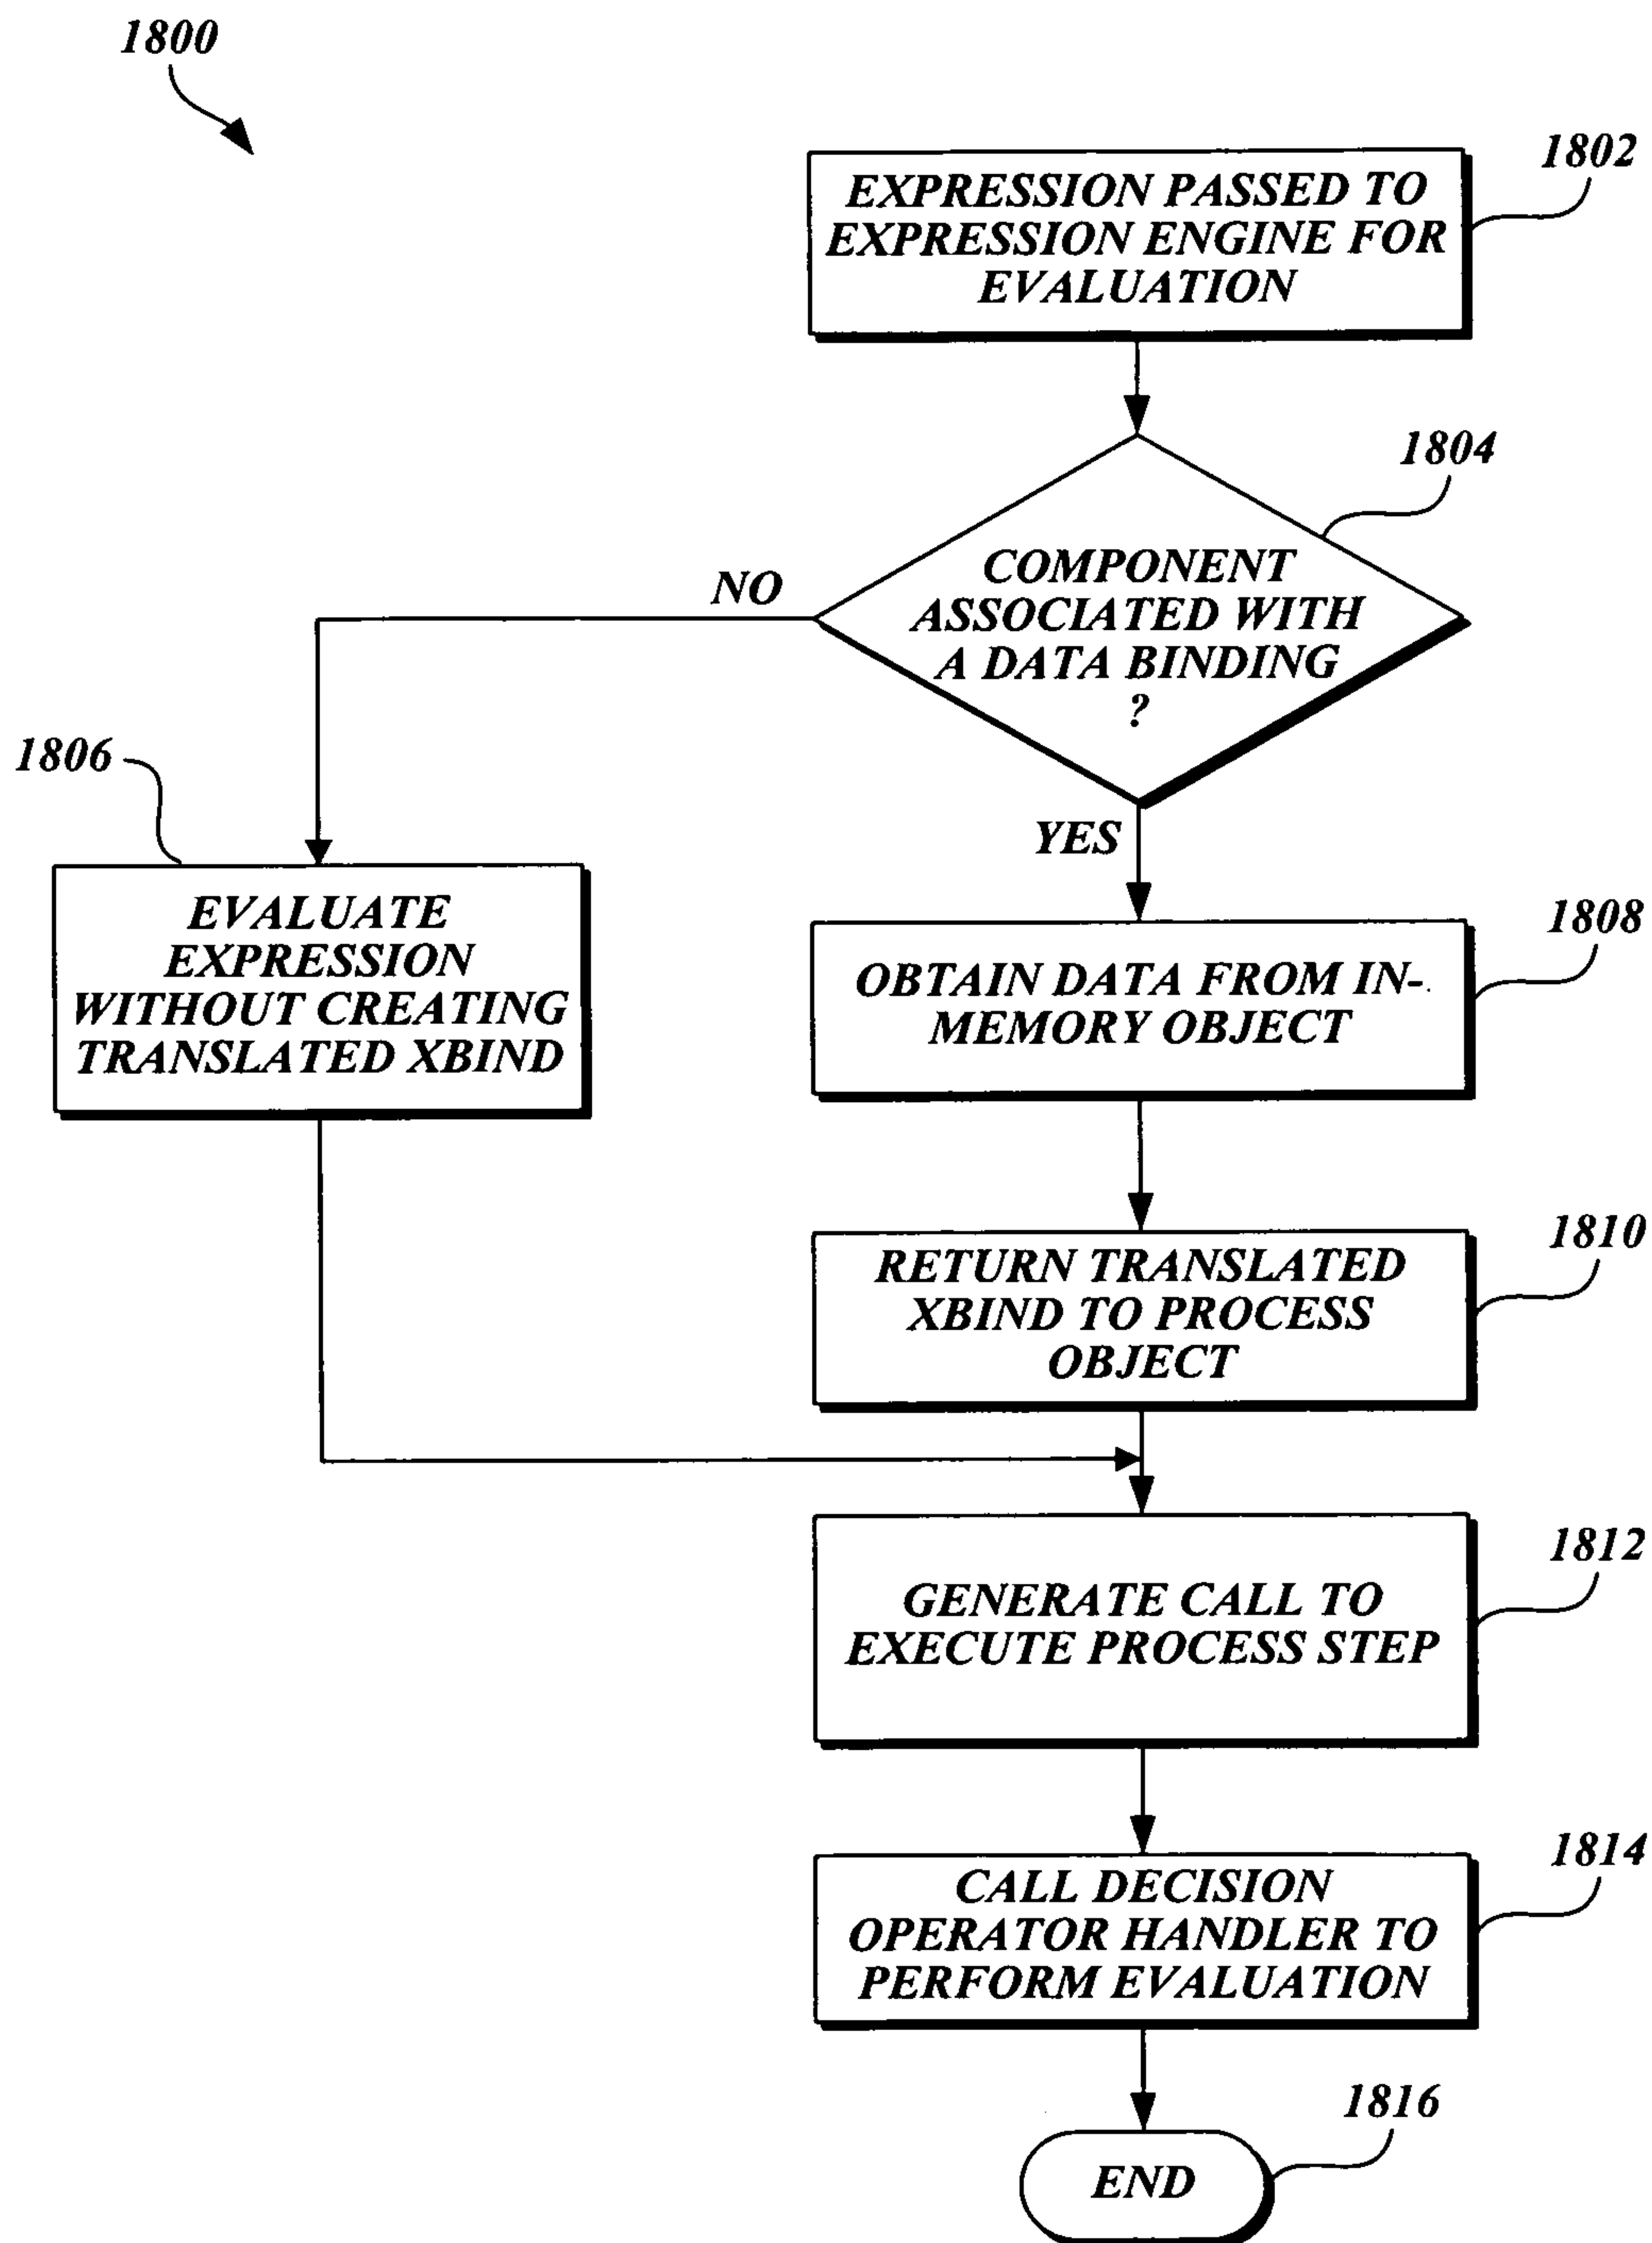 1800
1802
EXPRESSION PASSED TO
EXPRESSION ENGINE FOR
EVALUATION
1804
COMPONENT
ASSOCIATED WITH
A DATA BINDING
?
NO
YES
1806
EVALUATE
EXPRESSION
WITHOUT CREATING
TRANSLATED XBIND
1808
OBTAIN DATA FROM IN-
MEMORY OBJECT
1810
RETURN TRANSLATED
XBIND TO PROCESS
OBJECT
1812
GENERATE CALL TO
EXECUTE PROCESS STEP
1814
CALL DECISION
OPERATOR HANDLER TO
PERFORM EVALUATION
1816
END